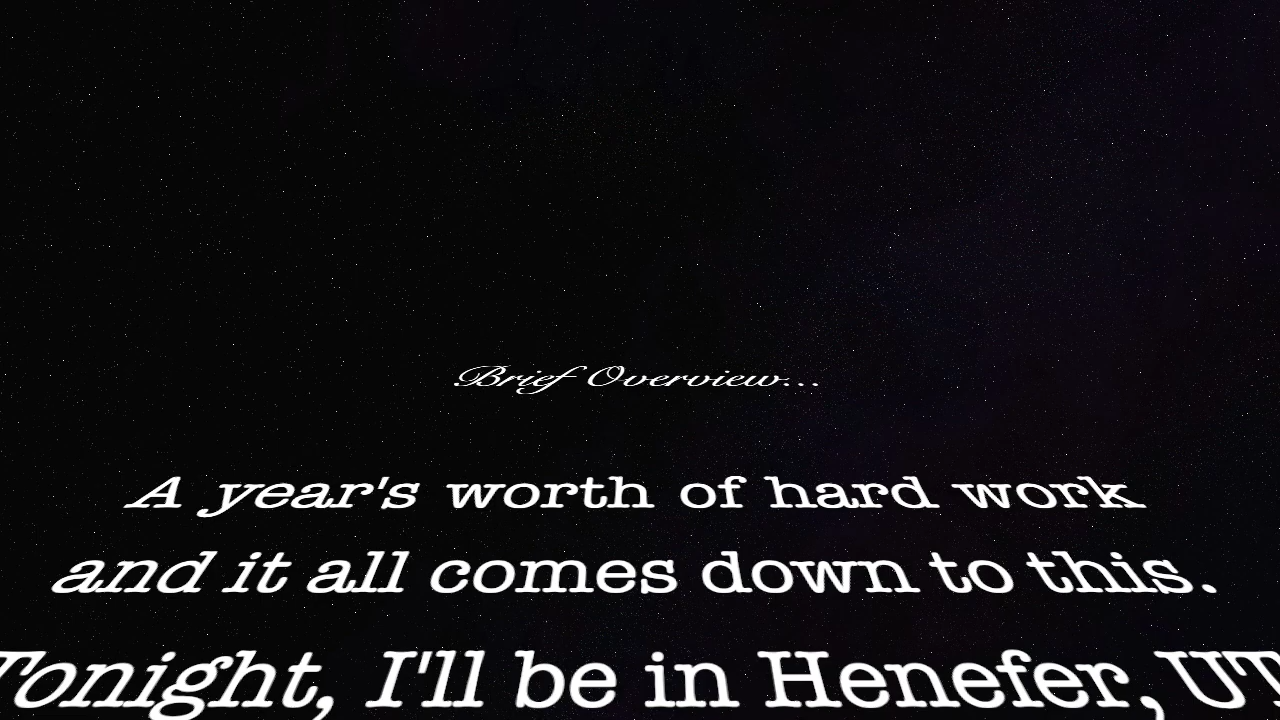 Brief Overview...
A year's worth of hard work
and it all comes down to this.
Tonight, I'll be in Henefer, UT